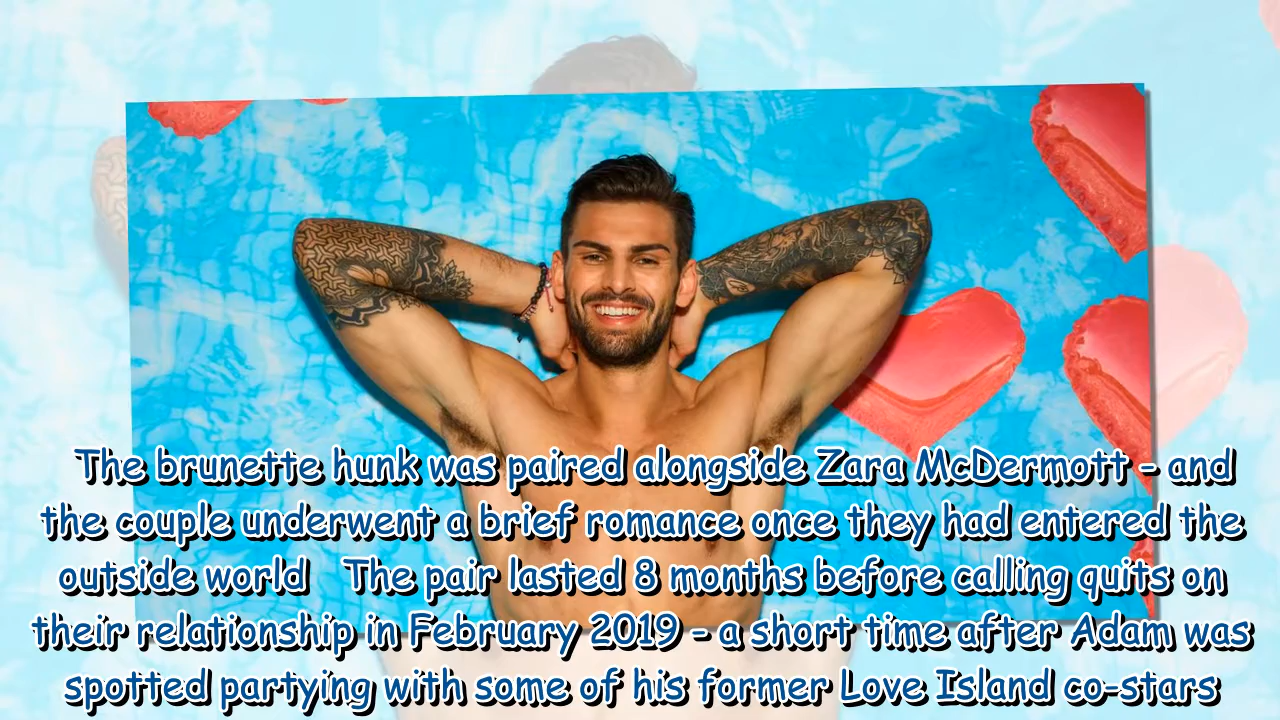 The brunette hunk was paired alongside Zara McDermott - and
the couple underwent a brief romance once they had entered the
outside world   The pair lasted 8 months before calling quits on
their relationship in February 2019 - a short time after Adam was
spotted partying with some of his former Love Island co-stars